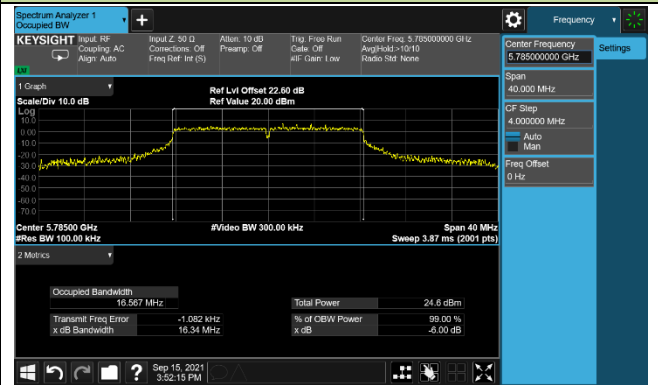 Spectrum Analyzer 1
Occupied BW
Frequency
KEYSIGHT
Input: RF
Coupling: AC
Align: Auto
Input Z: 50 Ω
Corrections: Off
Freq Ref: Int (S)
Atten: 10 dB
Preamp: Off
Trig: Free Run
Gate: Off
#IF Gain: Low
Center Freq: 5.785000000 GHz
Avg|Hold:>10/10
Radio Std: None
Center Frequency
5.785000000 GHz
Settings
Span
40.000 MHz
CF Step
4.000000 MHz
Auto
Man
Freq Offset
0 Hz
1 Graph
Scale/Div 10.0 dB
Ref Lvl Offset 22.60 dB
Ref Value 20.00 dBm
Log
10.0
0.00
-10.0
-20.0
-30.0
-40.0
-50.0
-60.0
-70.0
Center 5.78500 GHz
#Res BW 100.00 kHz
#Video BW 300.00 kHz
Span 40 MHz
Sweep 3.87 ms (2001 pts)
2 Metrics
Occupied Bandwidth
16.567 MHz
Total Power 24.6 dBm
Transmit Freq Error -1.082 kHz
% of OBW Power 99.00 %
x dB Bandwidth 16.34 MHz
x dB -6.00 dB
?
Sep 15, 2021
3:52:15 PM